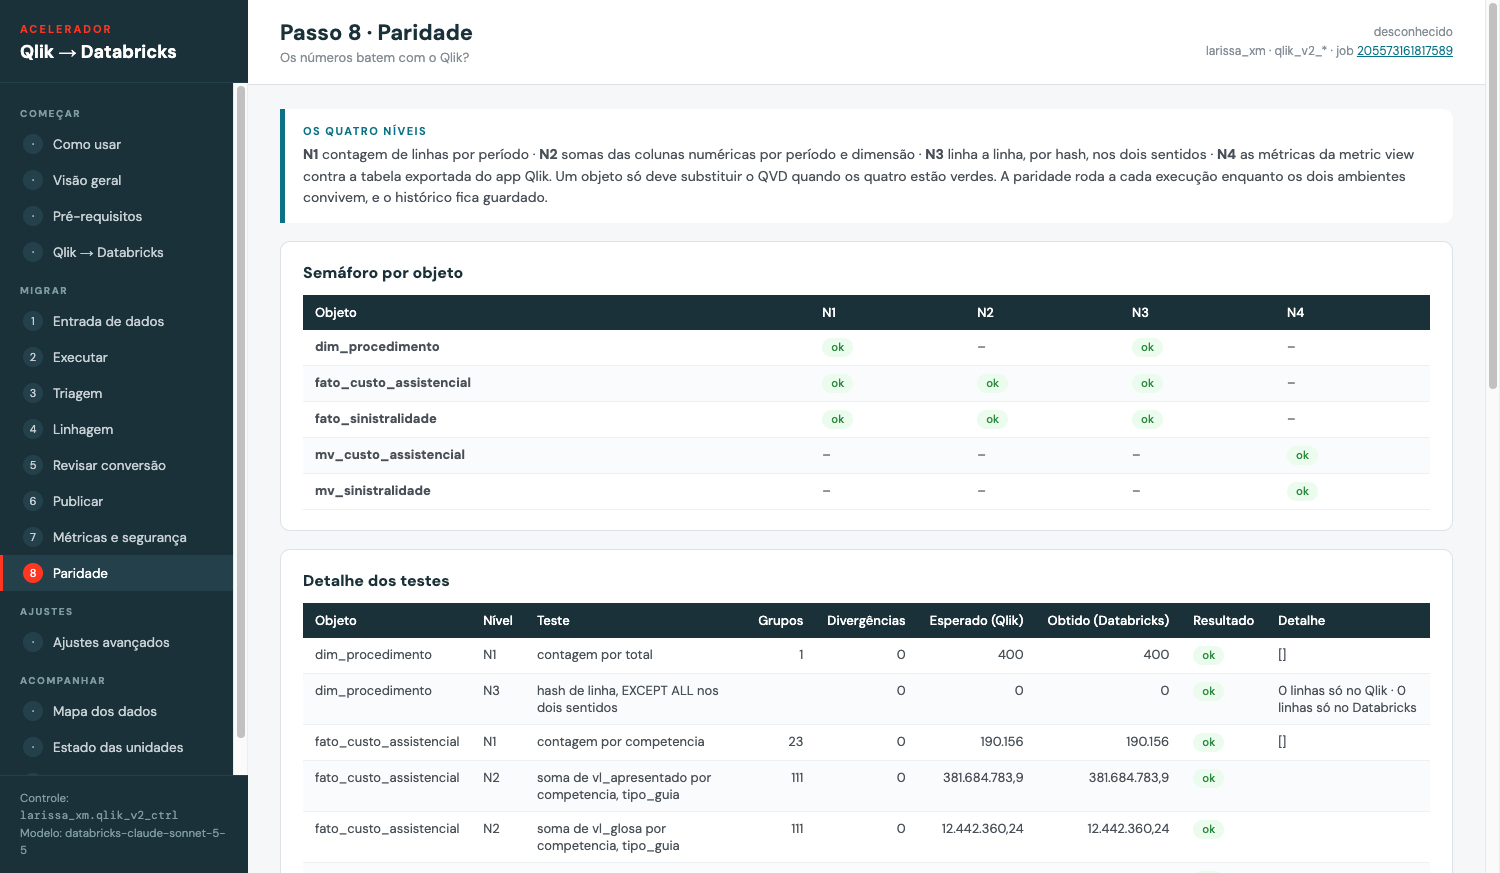 ACELERADOR
Qlik → Databricks
COMEÇAR
Como usar
Visão geral
Pré-requisitos
Qlik → Databricks
MIGRAR
1 Entrada de dados
2 Executar
3 Triagem
4 Linhagem
5 Revisar conversão
6 Publicar
7 Métricas e segurança
8 Paridade
AJUSTES
Ajustes avançados
ACOMPANHAR
Mapa dos dados
Estado das unidades
Controle:
larissa_xm.qlik_v2_ctrl
Modelo: databricks-claude-sonnet-5-
5
Passo 8 · Paridade
Os números batem com o Qlik?
desconhecido
larissa_xm · qlik_v2_* · job 205573161817589
OS QUATRO NÍVEIS
N1 contagem de linhas por período · N2 somas das colunas numéricas por período e dimensão · N3 linha a linha, por hash, nos dois sentidos · N4 as métricas da metric view
contra a tabela exportada do app Qlik. Um objeto só deve substituir o QVD quando os quatro estão verdes. A paridade roda a cada execução enquanto os dois ambientes
convivem, e o histórico fica guardado.
Semáforo por objeto
Objeto N1 N2 N3 N4
dim_procedimento ok – ok –
fato_custo_assistencial ok ok ok –
fato_sinistralidade ok ok ok –
mv_custo_assistencial – – – ok
mv_sinistralidade – – – ok
Detalhe dos testes
Objeto Nível Teste Grupos Divergências Esperado (Qlik) Obtido (Databricks) Resultado Detalhe
dim_procedimento N1 contagem por total 1 0 400 400 ok []
dim_procedimento N3 hash de linha, EXCEPT ALL nos 0 0 0 ok 0 linhas só no Qlik · 0
dois sentidos linhas só no Databricks
fato_custo_assistencial N1 contagem por competencia 23 0 190.156 190.156 ok []
fato_custo_assistencial N2 soma de vl_apresentado por 111 0 381.684.783,9 381.684.783,9 ok
competencia, tipo_guia
fato_custo_assistencial N2 soma de vl_glosa por 111 0 12.442.360,24 12.442.360,24 ok
competencia, tipo_guia